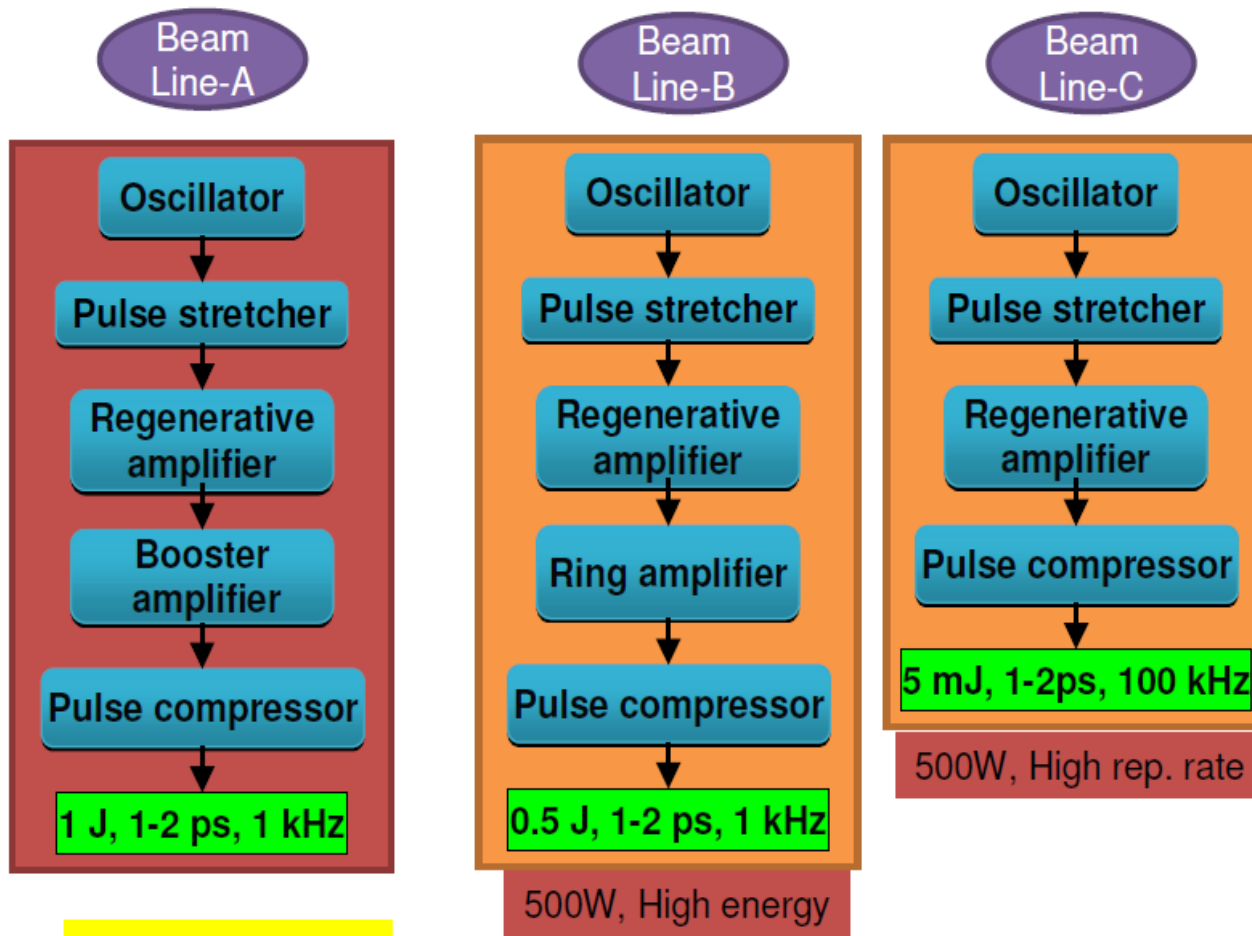 Beam
Line-A
Oscillator
Pulse stretcher
Regenerative
amplifier
Booster
amplifier
Pulse compressor
1 J, 1-2 ps, 1 kHz
Beam
Line-B
Oscillator
Pulse stretcher
Regenerative
amplifier
Ring amplifier
Pulse compressor
0.5 J, 1-2 ps, 1 kHz
500W, High energy
Beam
Line-C
Oscillator
Pulse stretcher
Regenerative
amplifier
Pulse compressor
5 mJ, 1-2ps, 100 kHz
500W, High rep. rate